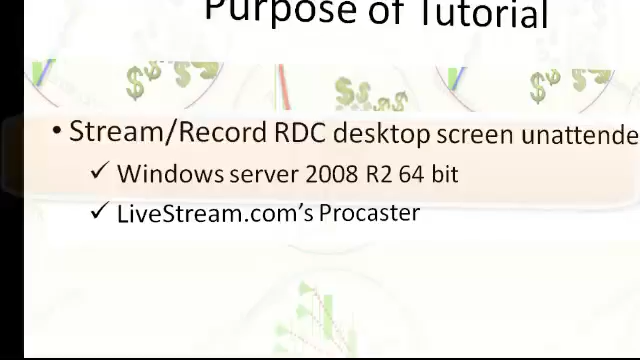 Purpose of Tutorial
• Stream/Record RDC desktop screen unattende
✓ Windows server 2008 R2 64 bit
✓ LiveStream.com's Procaster